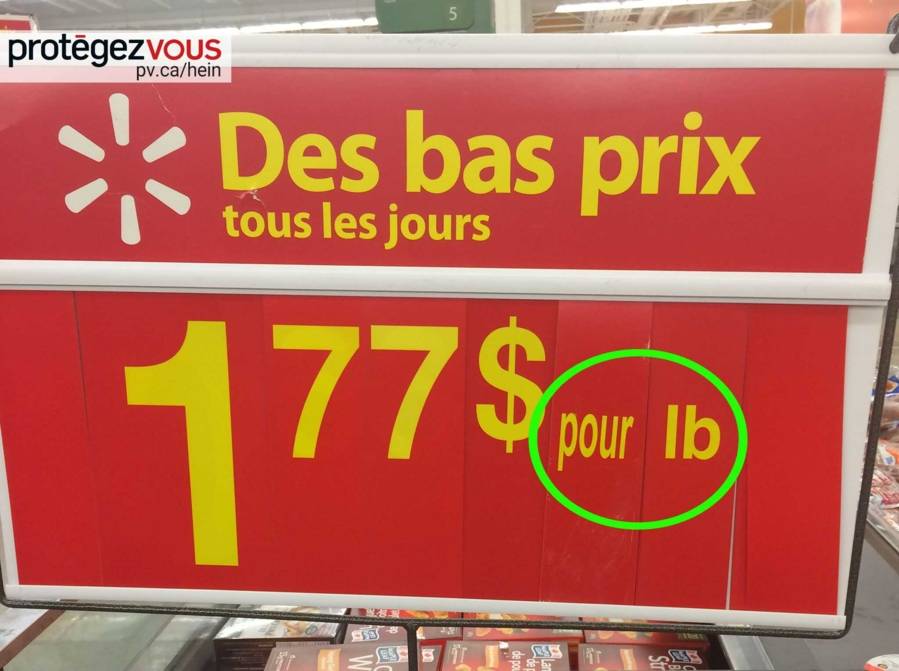 5
protégezvous
pv.ca/hein
Des bas prix
tous les jours
1 77 $ pour lb